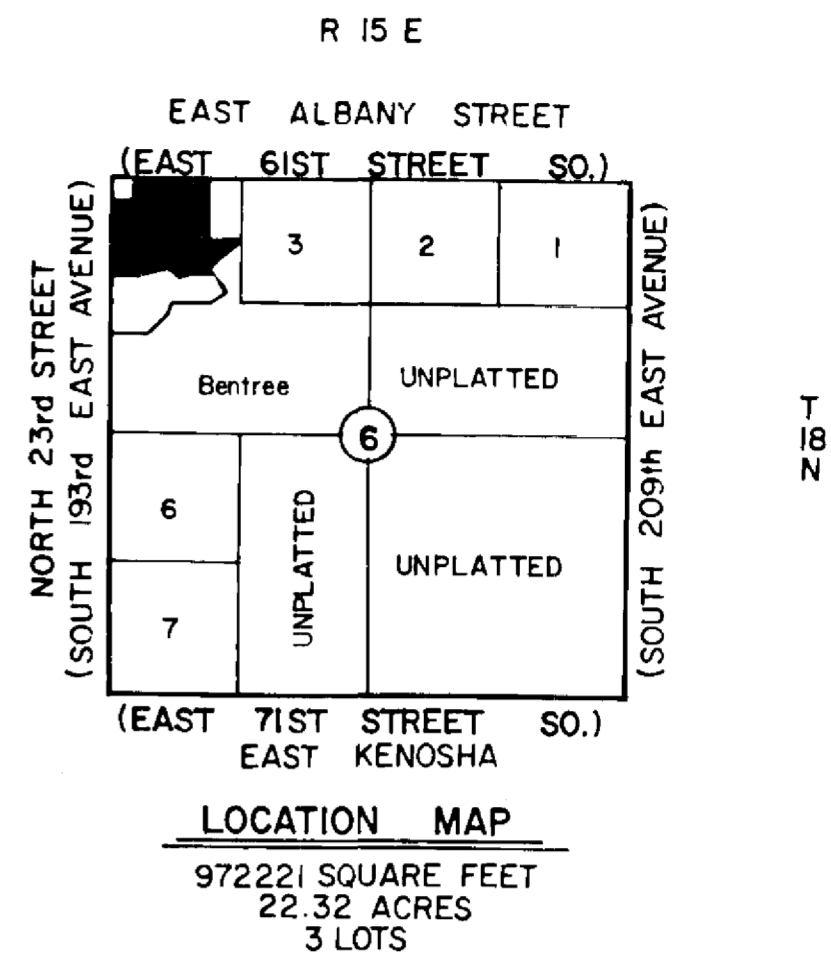 R 15 E
EAST ALBANY STREET
(EAST 61ST STREET SO.)
NORTH 23rd STREET
(SOUTH 193rd EAST AVENUE)
3
2
1
(SOUTH 209th EAST AVENUE)
T
18
N
Bentree
UNPLATTED
6
6
UNPLATTED
UNPLATTED
7
(EAST 71ST STREET SO.)
EAST KENOSHA
LOCATION MAP
972221 SQUARE FEET
22.32 ACRES
3 LOTS